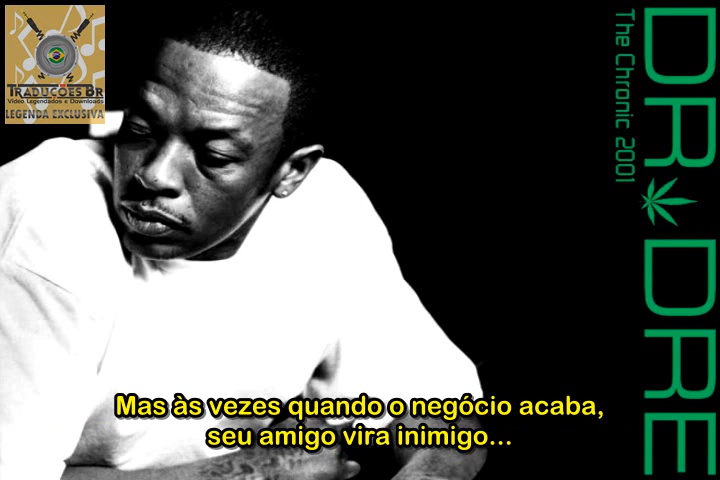 TRADUÇÕES BR
Vídeo Legendados e Downloads
LEGENDA EXCLUSIVA
DR DRE
The Chronic 2001
Mas às vezes quando o negócio acaba,
seu amigo vira inimigo...